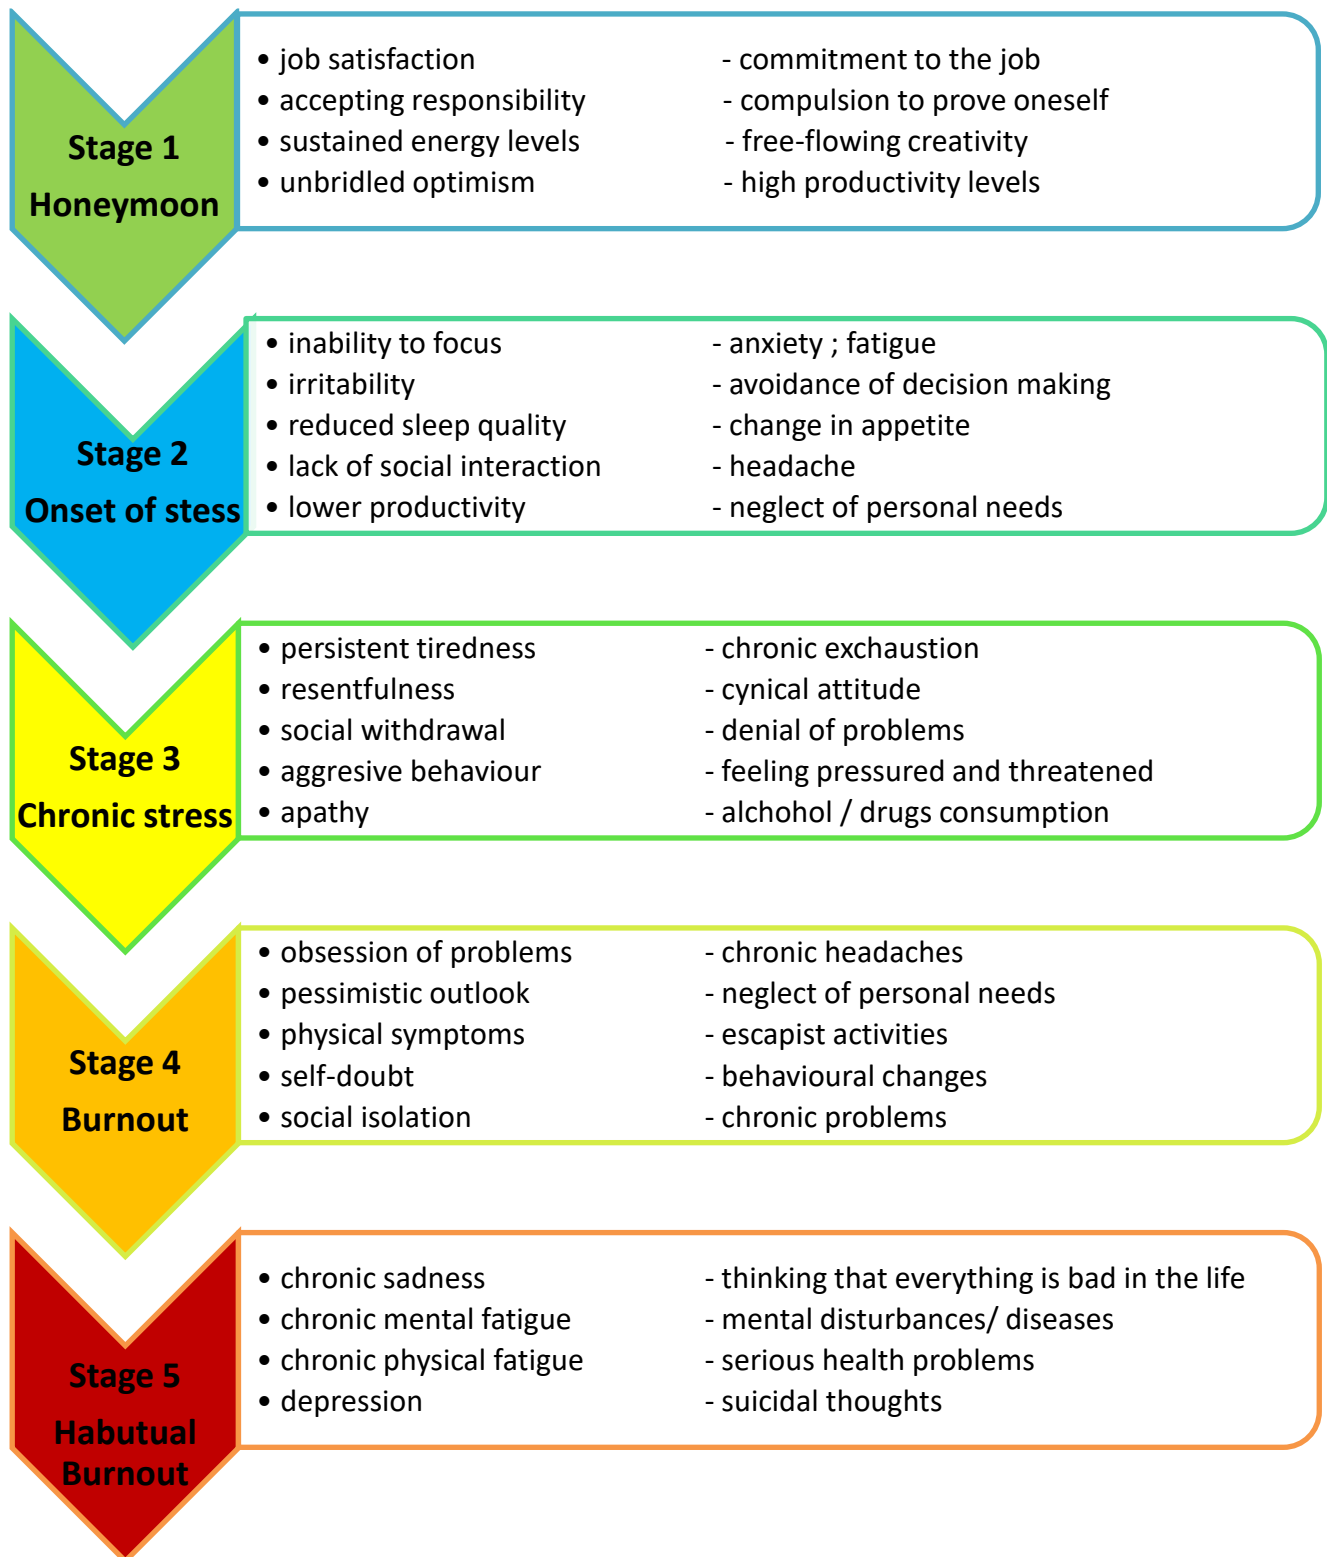 Stage 1
Honeymoon
• job satisfaction - commitment to the job
• accepting responsibility - compulsion to prove oneself
• sustained energy levels - free-flowing creativity
• unbridled optimism - high productivity levels
Stage 2
Onset of stess
• inability to focus - anxiety ; fatigue
• irritability - avoidance of decision making
• reduced sleep quality - change in appetite
• lack of social interaction - headache
• lower productivity - neglect of personal needs
Stage 3
Chronic stress
• persistent tiredness - chronic exhaustion
• resentfulness - cynical attitude
• social withdrawal - denial of problems
• aggresive behaviour - feeling pressured and threatened
• apathy - alchohol / drugs consumption
Stage 4
Burnout
• obsession of problems - chronic headaches
• pessimistic outlook - neglect of personal needs
• physical symptoms - escapist activities
• self-doubt - behavioural changes
• social isolation - chronic problems
Stage 5
Habutual
Burnout
• chronic sadness - thinking that everything is bad in the life
• chronic mental fatigue - mental disturbances/ diseases
• chronic physical fatigue - serious health problems
• depression - suicidal thoughts